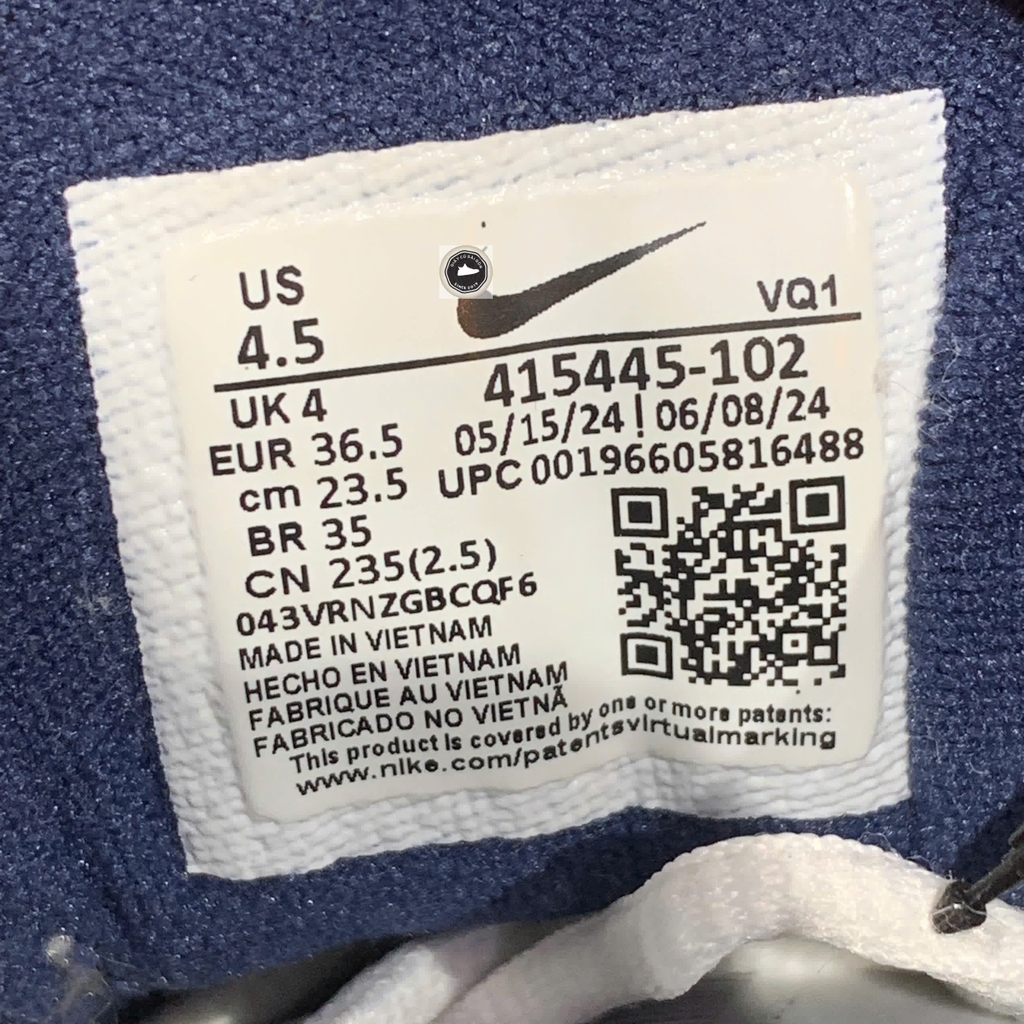 US
4.5
VQ1
UK 4
EUR 36.5
cm 23.5
BR 35
CN 235(2.5)
415445-102
05/15/24| 06/08/24
UPC 00196605816488
043VRNZGBCQF6
MADE IN VIETNAM
HECHO EN VIETNAM
FABRIQUE AU VIETNAM
FABRICADO NO VIETNÃ
This product is covered by one or more patents:
www.nike.com/patentsvirtualmarking